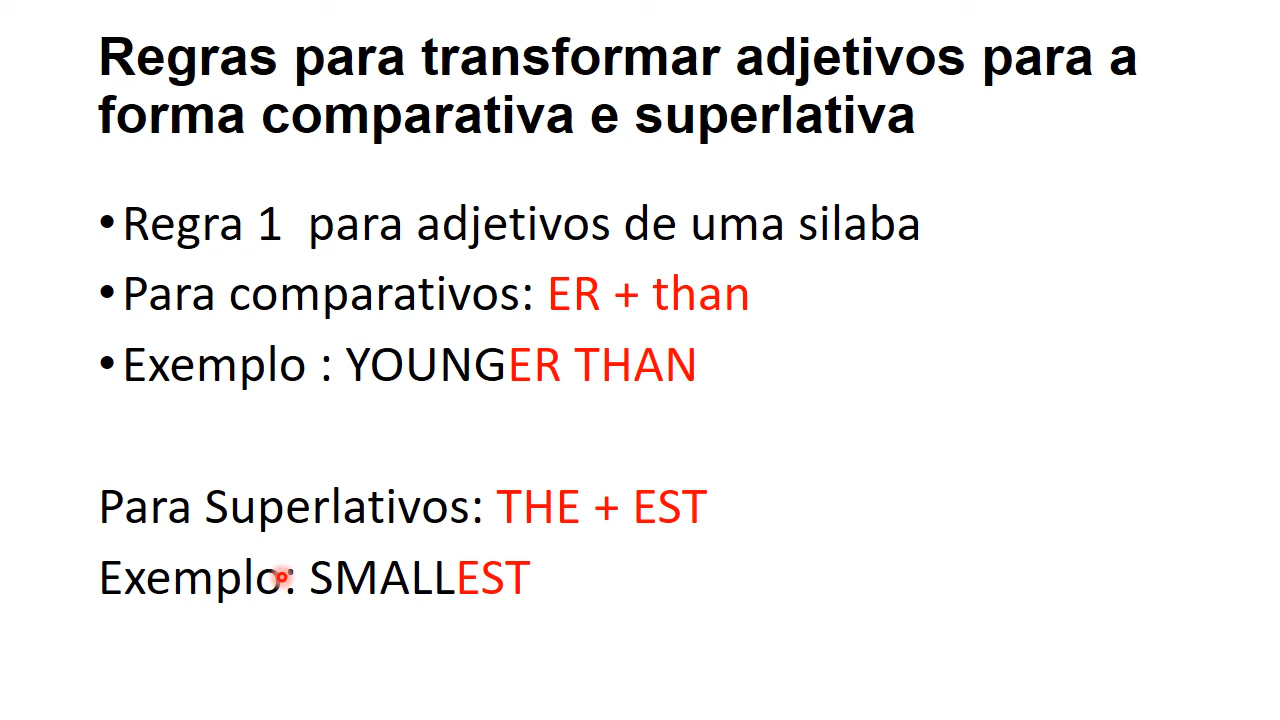 Regras para transformar adjetivos para a
forma comparativa e superlativa
•Regra 1  para adjetivos de uma silaba
•Para comparativos: ER + than
•Exemplo : YOUNGER THAN
Para Superlativos: THE + EST
Exemplo: SMALLEST